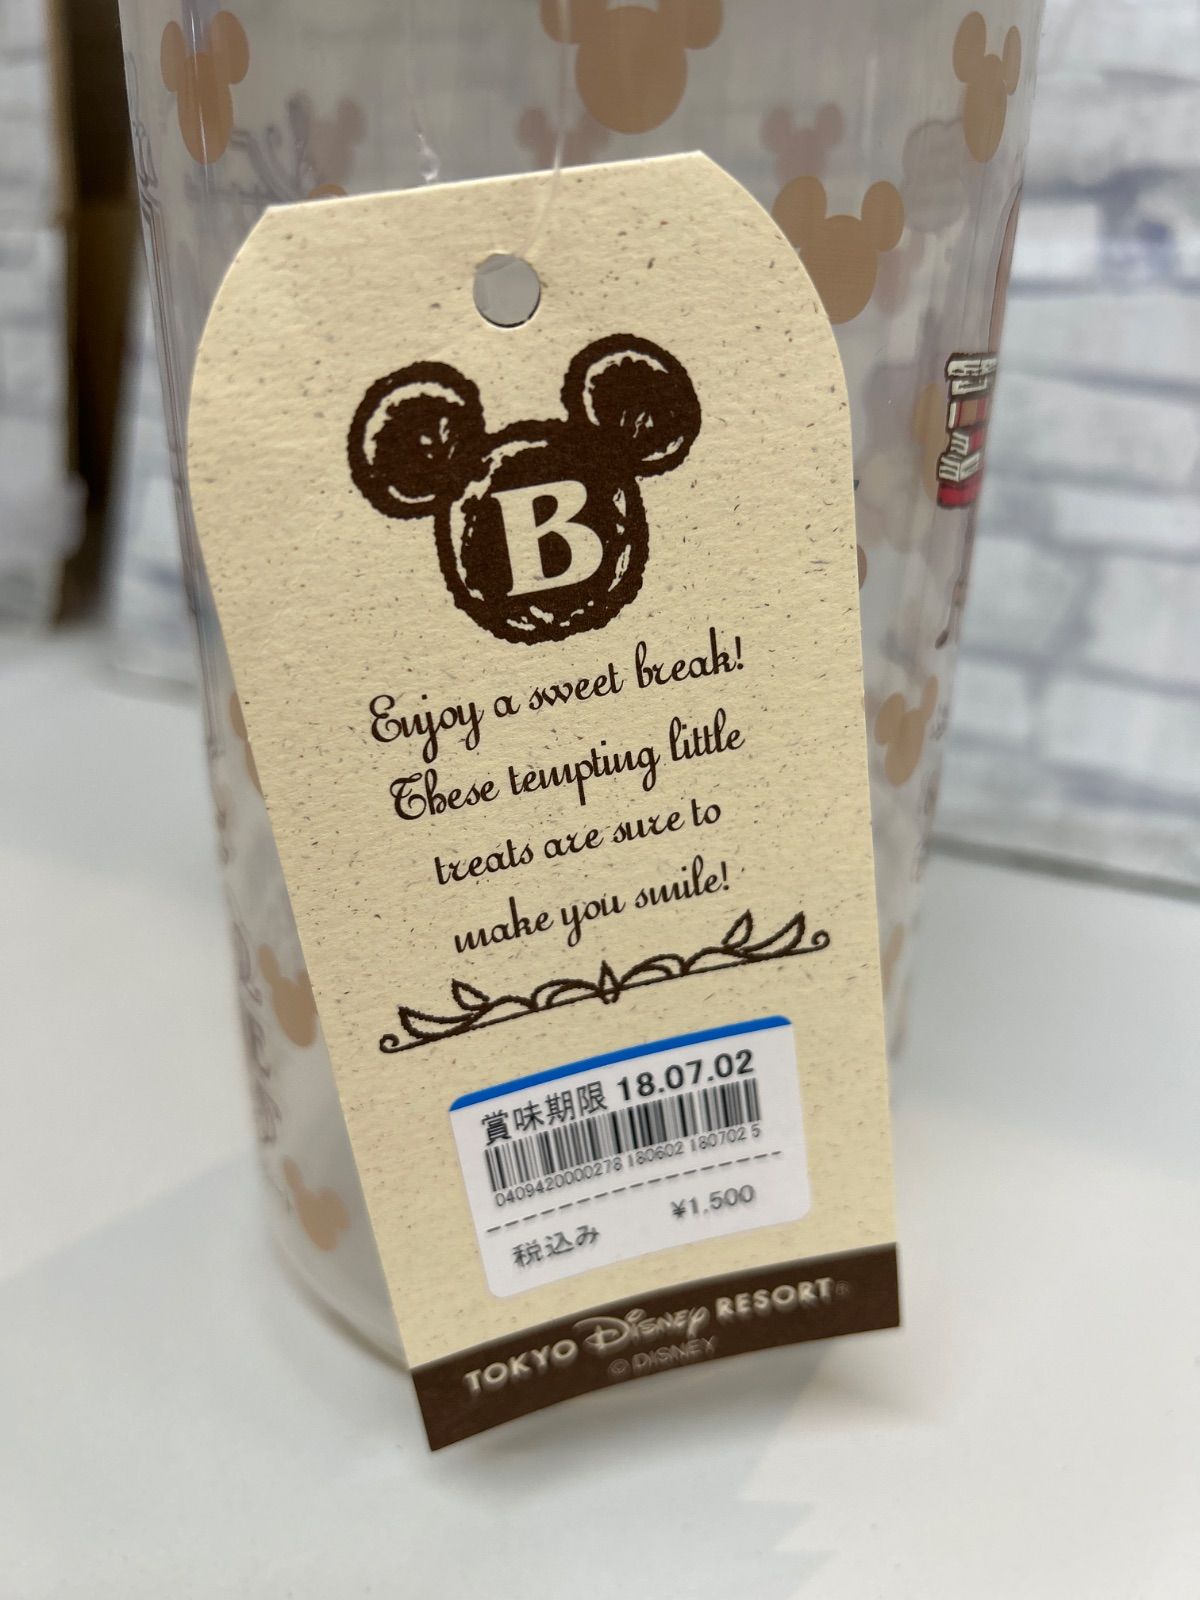 B
Enjoy a sweet break!
These tempting little
treats are sure to
make you smile!
賞味期限 18.07.02
0409420000278 180602 180702 5
税込み ¥1,500
TOKYO Disney RESORT®
© DISNEY